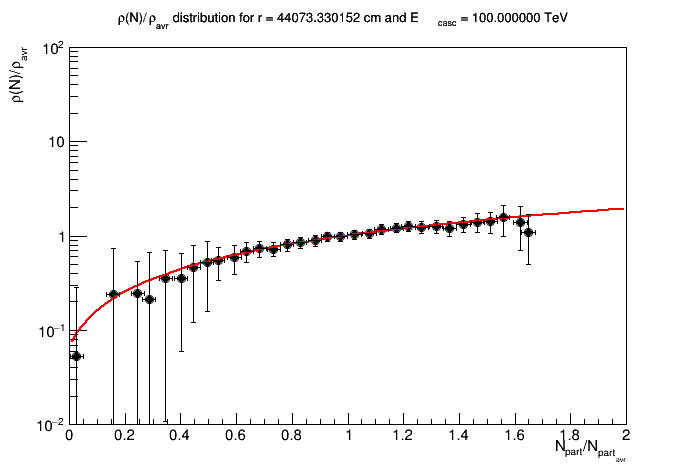 ρ(N)/ρavr distribution for r = 44073.330152 cm and E casc = 100.000000 TeV
ρ(N)/ρavr
10²
10
1
10⁻¹
10⁻²
0 0.2 0.4 0.6 0.8 1 1.2 1.4 1.6 1.8 2
Npart/Npartavr